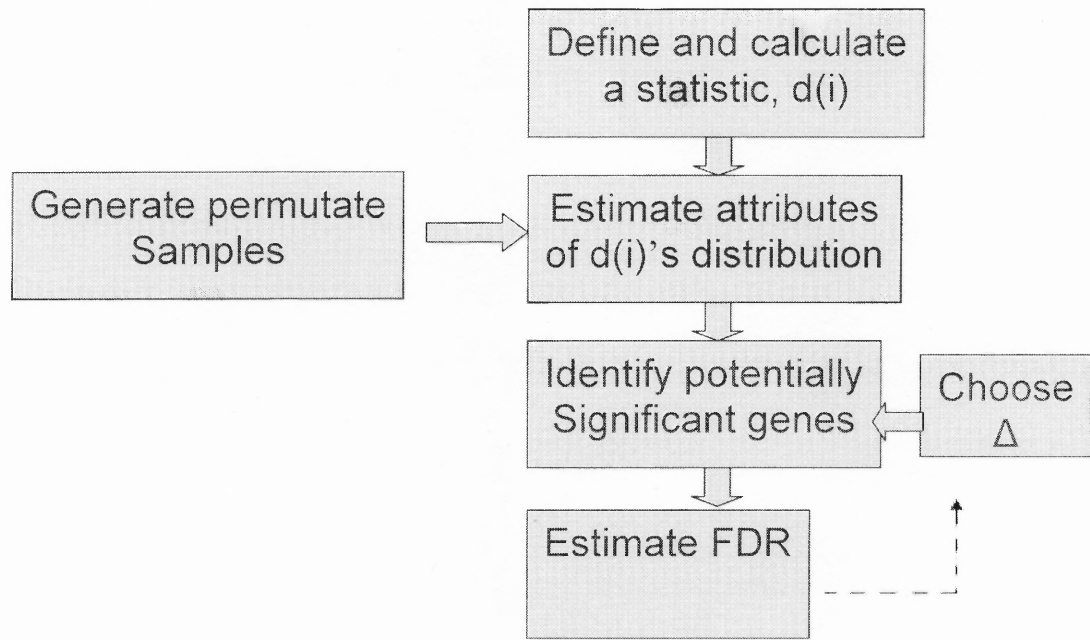 Define and calculate
a statistic, d(i)
Generate permutate
Samples
Estimate attributes
of d(i)’s distribution
Identify potentially
Significant genes
Choose
Δ
Estimate FDR